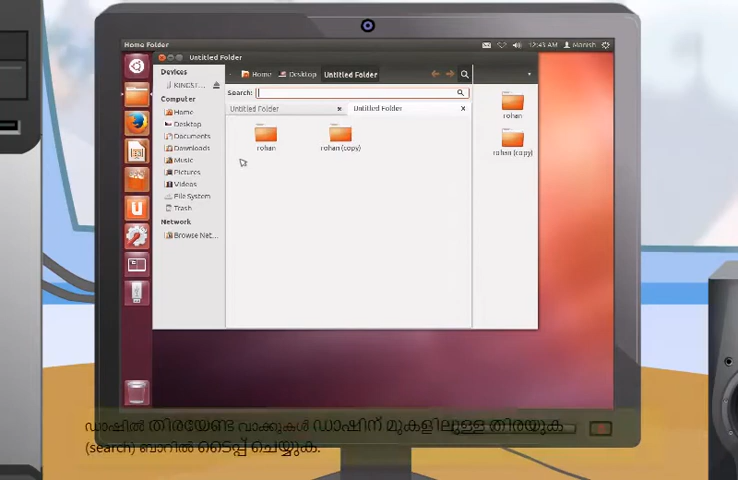 Home Folder
12:43 AM Manish
Untitled Folder
Devices
KINGST...
Computer
Home
Desktop
Documents
Downloads
Music
Pictures
Videos
File System
Trash
Network
Browse Net...
Home Desktop Untitled Folder
Search:
Untitled Folder Untitled Folder
rohan rohan (copy)
rohan
rohan (copy)
ഡാഷിൽ തിരയേണ്ട വാക്കുകൾ ഡാഷിന് മുകളിലുള്ള തിരയുക
(search) ബാറിൽ ടൈപ്പ് ചെയ്യുക.